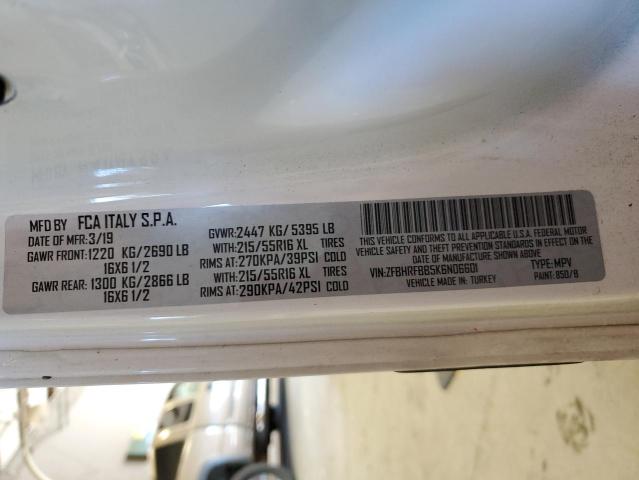 MFD BY FCA ITALY S.P.A.
DATE OF MFR:3/19
GAWR FRONT:1220 KG/2690 LB
16X6 1/2
GAWR REAR: 1300 KG/2866 LB
16X6 1/2
GVWR:2447 KG/ 5395 LB
WITH:215/55R16 XL TIRES
RIMS AT:270KPA/39PSI COLD
WITH:215/55R16 XL TIRES
RIMS AT:290KPA/42PSI COLD
THIS VEHICLE CONFORMS TO ALL APPLICABLE U.S.A. FEDERAL MOTOR
VEHICLE SAFETY AND THEFT PREVENTION STANDARDS IN EFFECT ON THE
DATE OF MANUFACTURE SHOWN ABOVE.
VIN:ZFBHRFBB5K6N06601 TYPE:MPV
VEHICLE MADE IN: TURKEY PAINT: 850/B